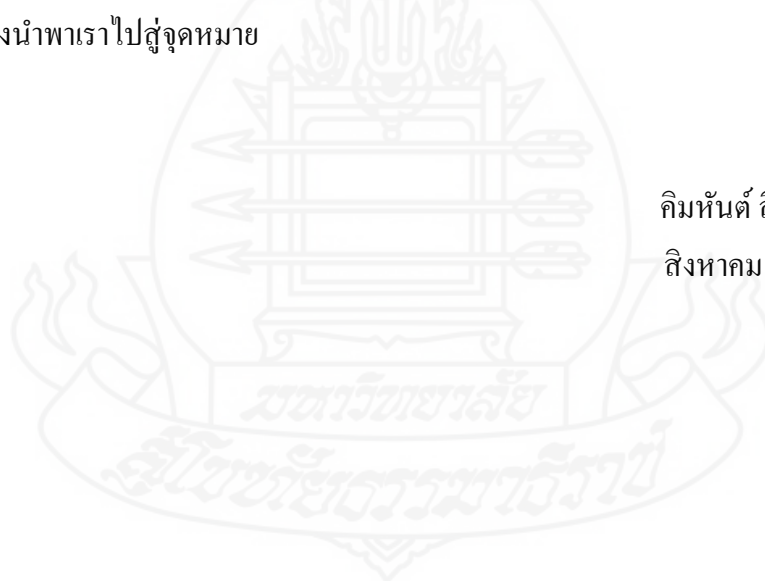 งนำพาเราไปสู่จุดหมาย
คิมหันต์
สิงหาคม
มหาวิทยาลัย
สุโขทัยธรรมาธิราช